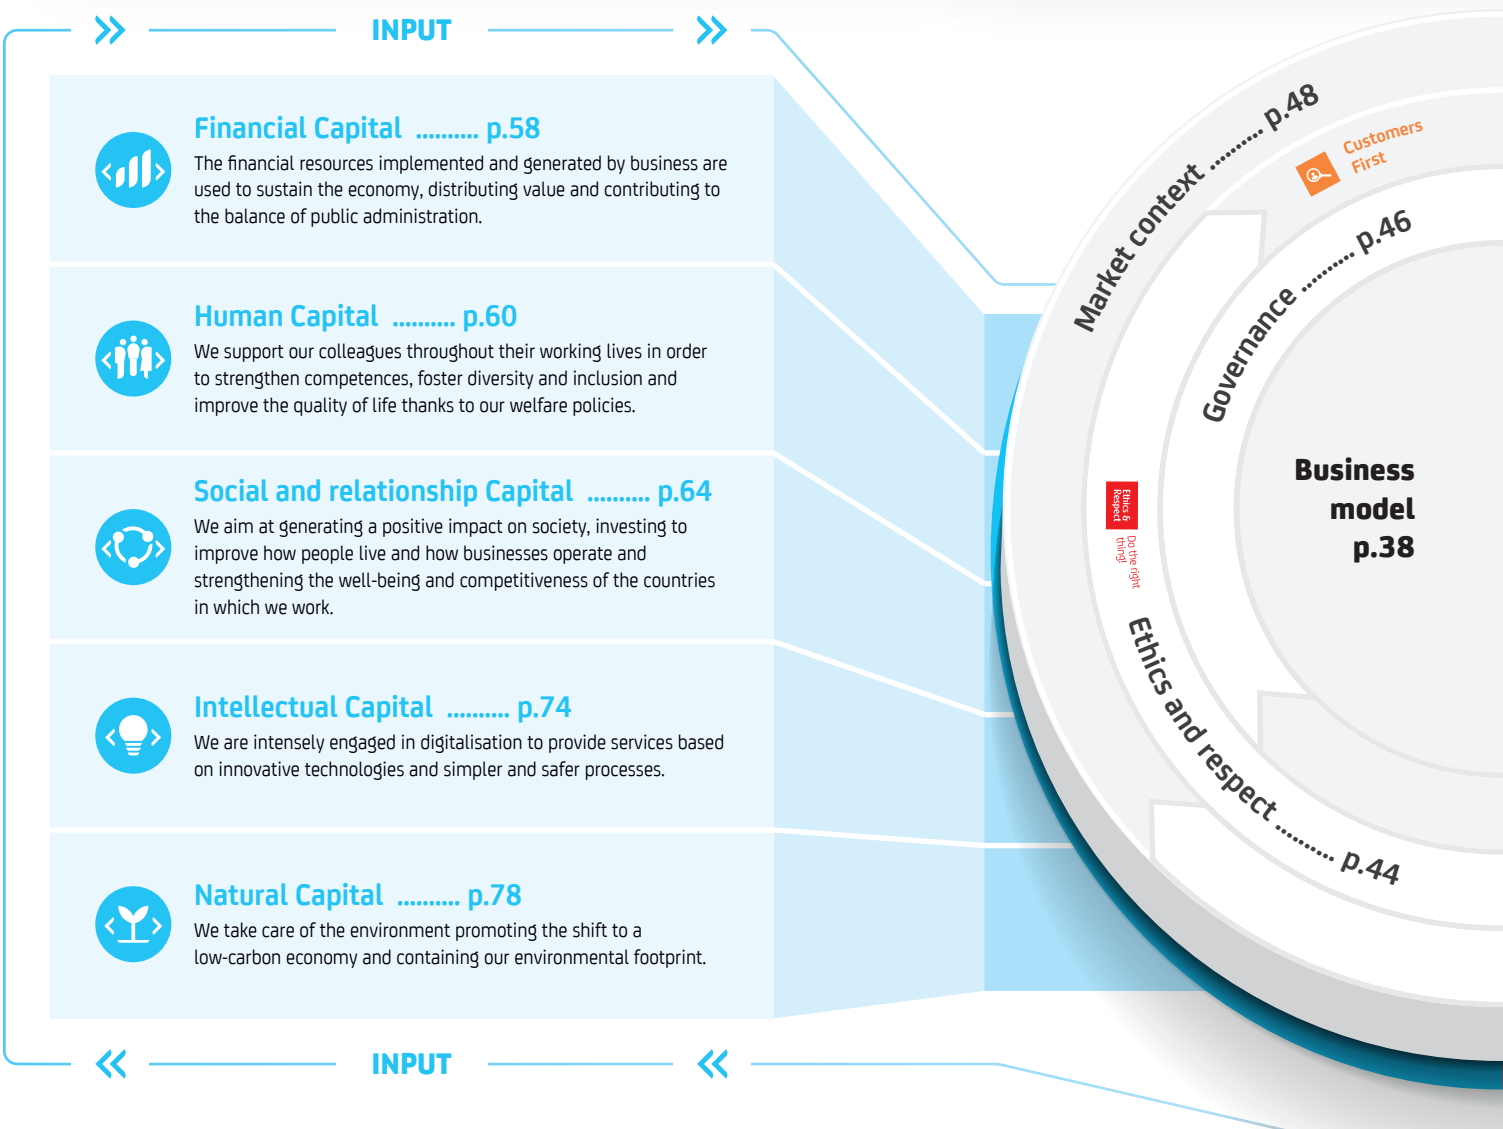 INPUT
Financial Capital .......... p.58
The financial resources implemented and generated by business are
used to sustain the economy, distributing value and contributing to
the balance of public administration.
Human Capital .......... p.60
We support our colleagues throughout their working lives in order
to strengthen competences, foster diversity and inclusion and
improve the quality of life thanks to our welfare policies.
Social and relationship Capital .......... p.64
We aim at generating a positive impact on society, investing to
improve how people live and how businesses operate and
strengthening the well-being and competitiveness of the countries
in which we work.
Intellectual Capital .......... p.74
We are intensely engaged in digitalisation to provide services based
on innovative technologies and simpler and safer processes.
Natural Capital .......... p.78
We take care of the environment promoting the shift to a
low-carbon economy and containing our environmental footprint.
INPUT
Market context .......... p.48
Customers
First
Governance .......... p.46
Business
model
p.38
Ethics &
Respect
Do the right
thing!
Ethics and respect .......... p.44